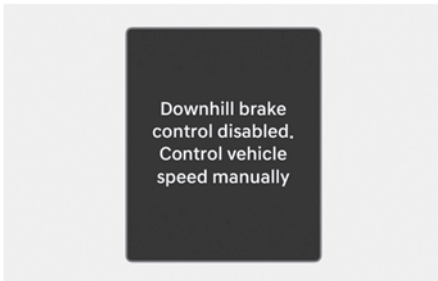 Downhill brake
control disabled.
Control vehicle
speed manually